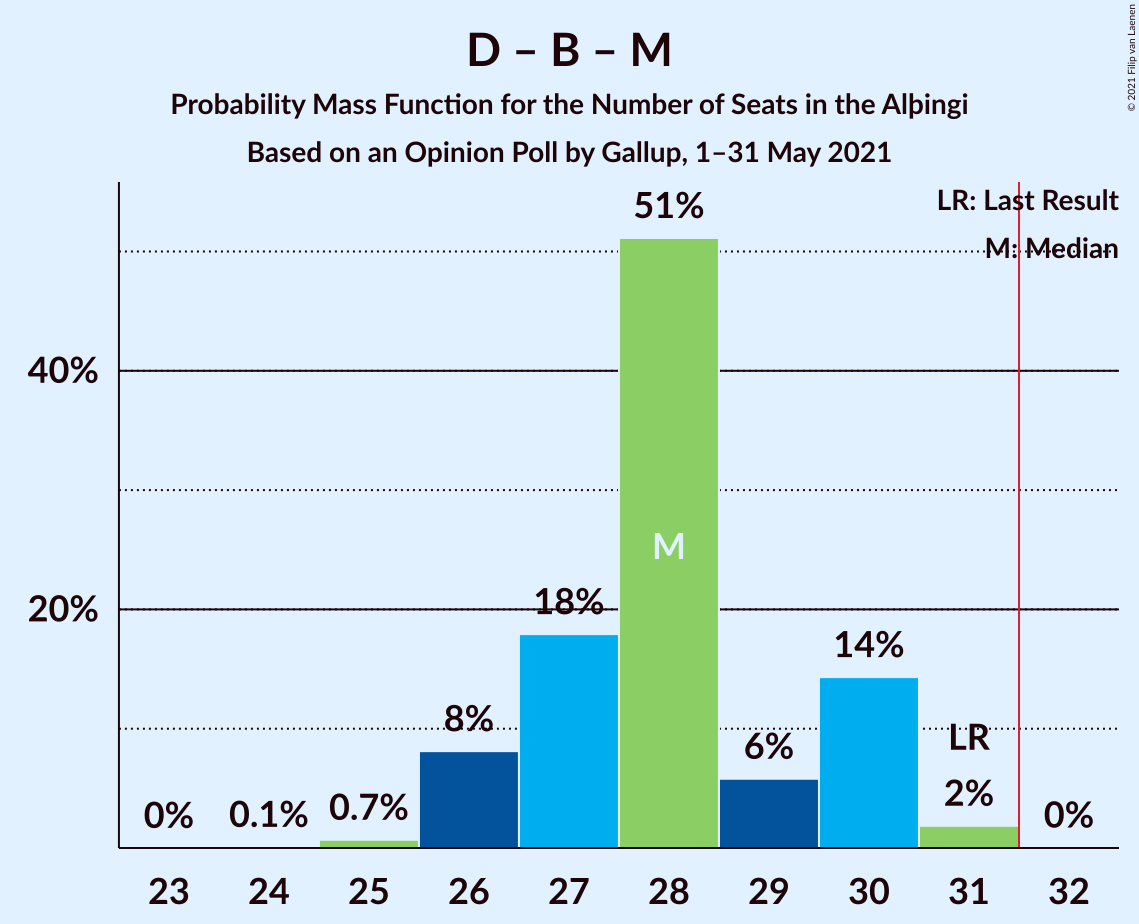 D – B – M
Probability Mass Function for the Number of Seats in the Alþingi
Based on an Opinion Poll by Gallup, 1–31 May 2021
© 2021 Filip van Laenen
LR: Last Result
M: Median
40%
20%
0%
0.1%
0.7%
8%
18%
51%
M
6%
14%
LR
2%
0%
23 24 25 26 27 28 29 30 31 32